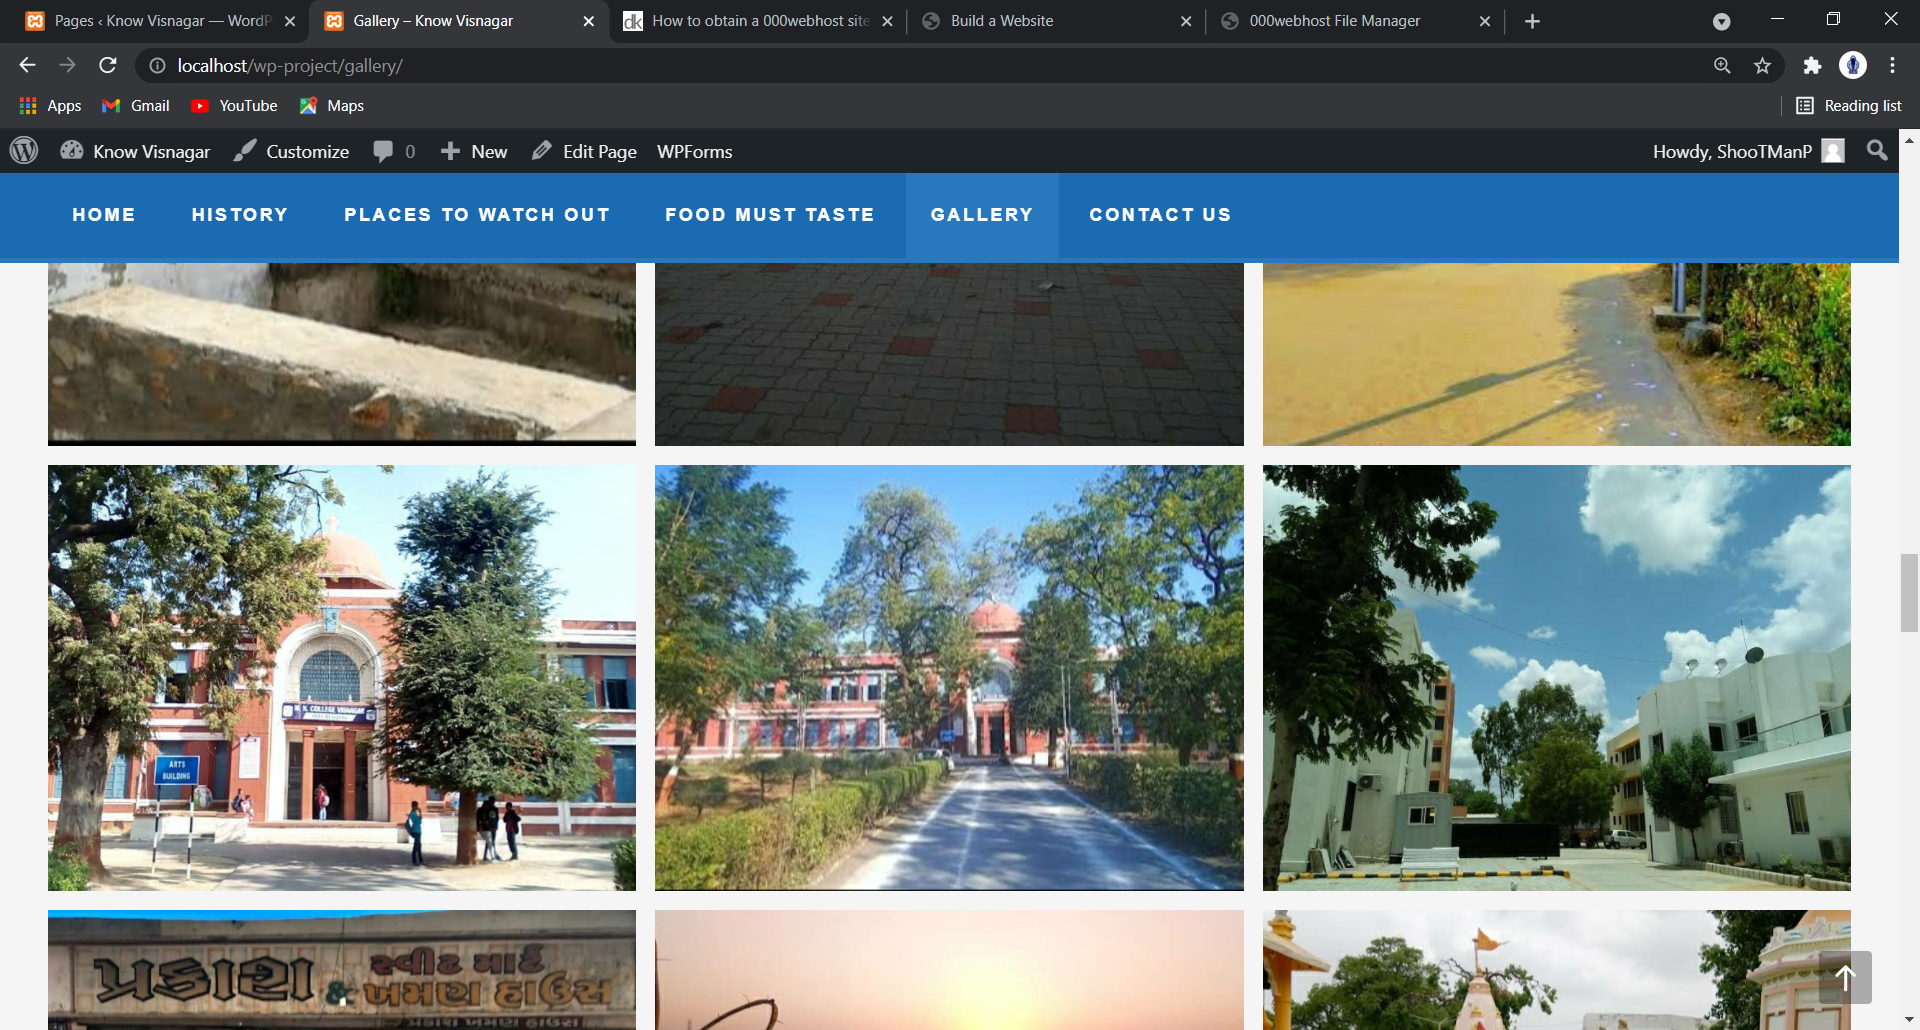 Pages ‹ Know Visnagar — WordP
Gallery – Know Visnagar
How to obtain a 000webhost site
Build a Website
000webhost File Manager
localhost/wp-project/gallery/
Apps
Gmail
YouTube
Maps
Reading list
Know Visnagar
Customize
0
New
Edit Page
WPForms
Howdy, ShooTManP
HOME
HISTORY
PLACES TO WATCH OUT
FOOD MUST TASTE
GALLERY
CONTACT US
N. COLLEGE VISNAGAR
ARTS
BUILDING
પ્રકાશ & સ્વીટ માર્ટ
ખમણ હાઉસ